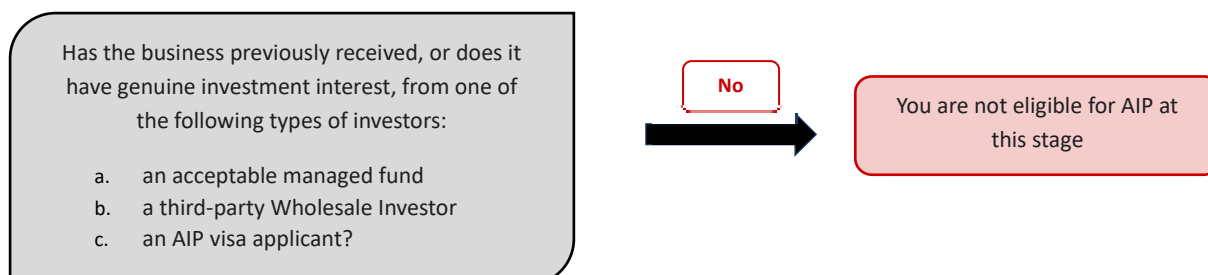 Has the business previously received, or does it
have genuine investment interest, from one of
the following types of investors:
a. an acceptable managed fund
b. a third-party Wholesale Investor
c. an AIP visa applicant?
No
You are not eligible for AIP at
this stage